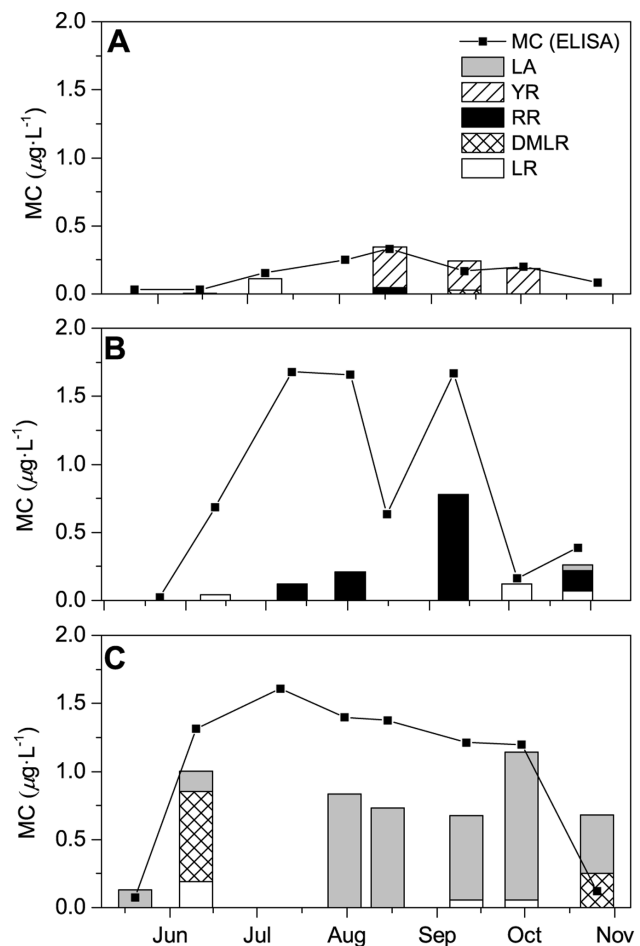 A
2.0
1.5
1.0
0.5
0.0
MC (μg·L⁻¹)
MC (ELISA)
LA
YR
RR
DMLR
LR
B
2.0
1.5
1.0
0.5
0.0
MC (μg·L⁻¹)
C
2.0
1.5
1.0
0.5
0.0
MC (μg·L⁻¹)
Jun Jul Aug Sep Oct Nov